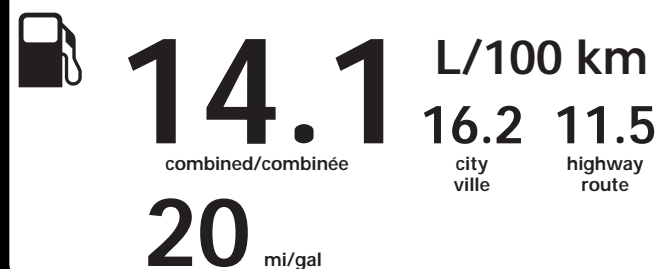 14.1 L/100 km
16.2 11.5
combined/combinée city highway
ville route
20 mi/gal